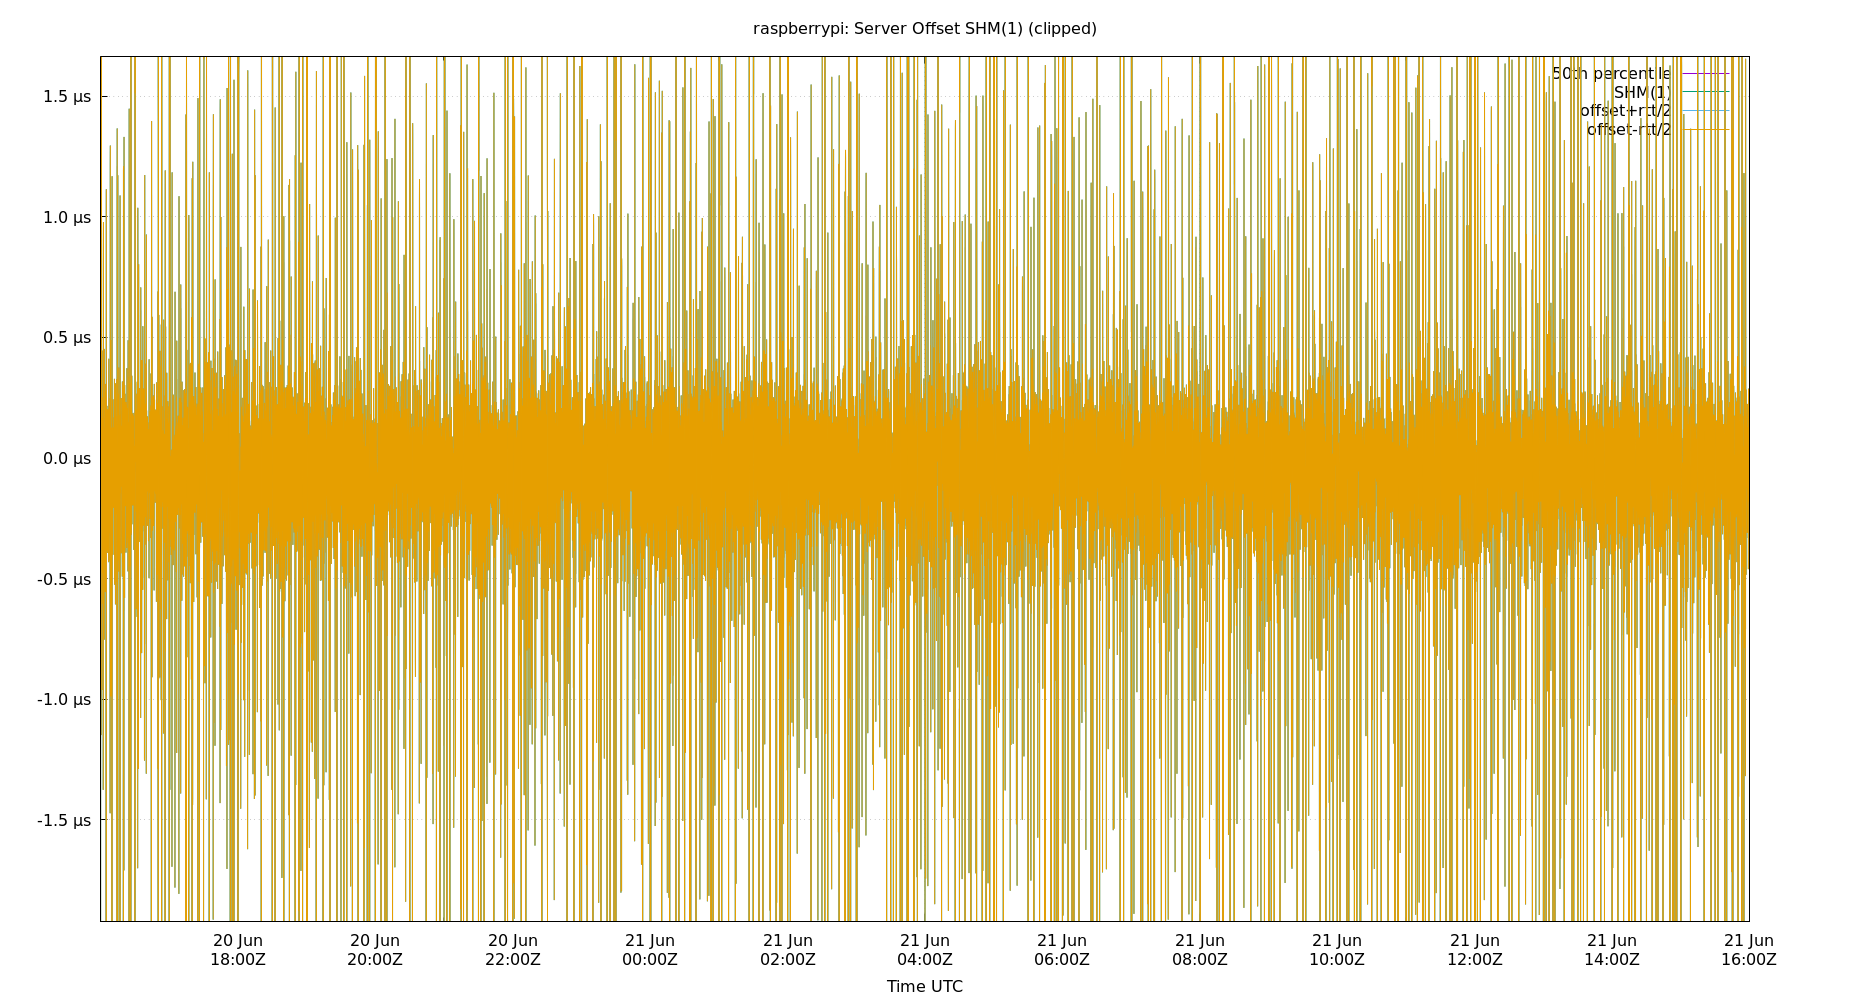 raspberrypi: Server Offset SHM(1) (clipped)
50th percentile
SHM(1)
offset+rtt/2
offset-rtt/2
1.5 µs
1.0 µs
0.5 µs
0.0 µs
-0.5 µs
-1.0 µs
-1.5 µs
20 Jun 20 Jun 20 Jun 21 Jun 21 Jun 21 Jun 21 Jun 21 Jun 21 Jun 21 Jun 21 Jun 21 Jun
18:00Z 20:00Z 22:00Z 00:00Z 02:00Z 04:00Z 06:00Z 08:00Z 10:00Z 12:00Z 14:00Z 16:00Z
Time UTC